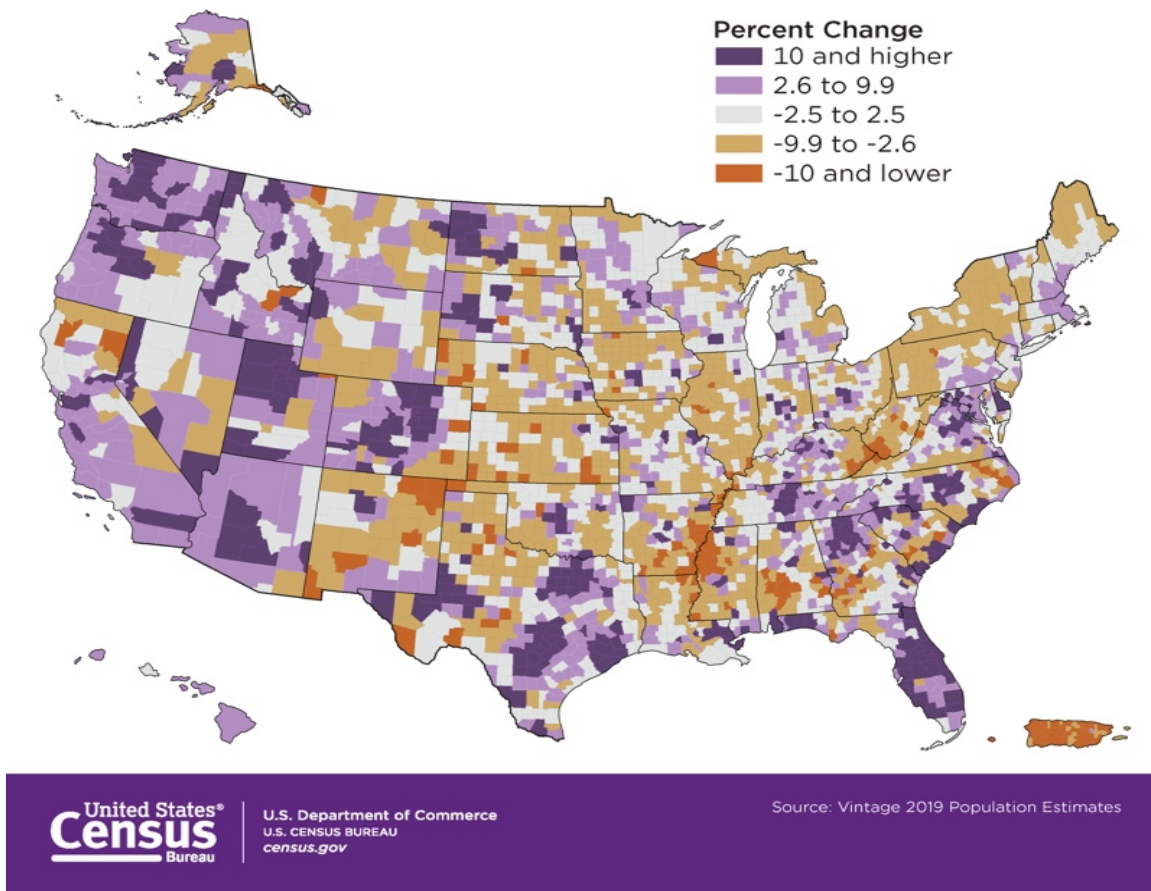 Percent Change
10 and higher
2.6 to 9.9
-2.5 to 2.5
-9.9 to -2.6
-10 and lower
United States®
Census
Bureau
U.S. Department of Commerce
U.S. CENSUS BUREAU
census.gov
Source: Vintage 2019 Population Estimates